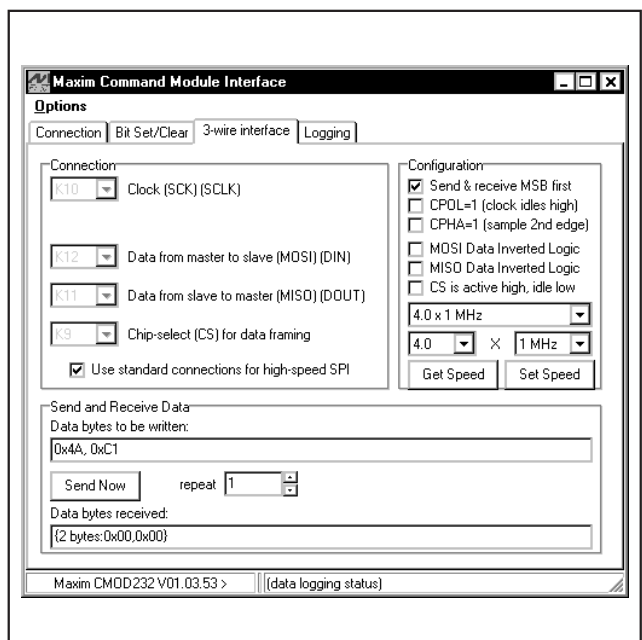 Maxim Command Module Interface
Options
Connection Bit Set/Clear 3-wire interface Logging
Connection
K10 Clock (SCK) (SCLK)
K12 Data from master to slave (MOSI) (DIN)
K11 Data from slave to master (MISO) (DOUT)
K9 Chip-select (CS) for data framing
Use standard connections for high-speed SPI
Configuration
Send & receive MSB first
CPOL=1 (clock idles high)
CPHA=1 (sample 2nd edge)
MOSI Data Inverted Logic
MISO Data Inverted Logic
CS is active high, idle low
4.0 x 1 MHz
4.0 X 1 MHz
Get Speed Set Speed
Send and Receive Data
Data bytes to be written:
0x4A, 0xC1
Send Now repeat 1
Data bytes received:
{2 bytes:0x00,0x00}
Maxim CMOD232 V01.03.53 > (data logging status)